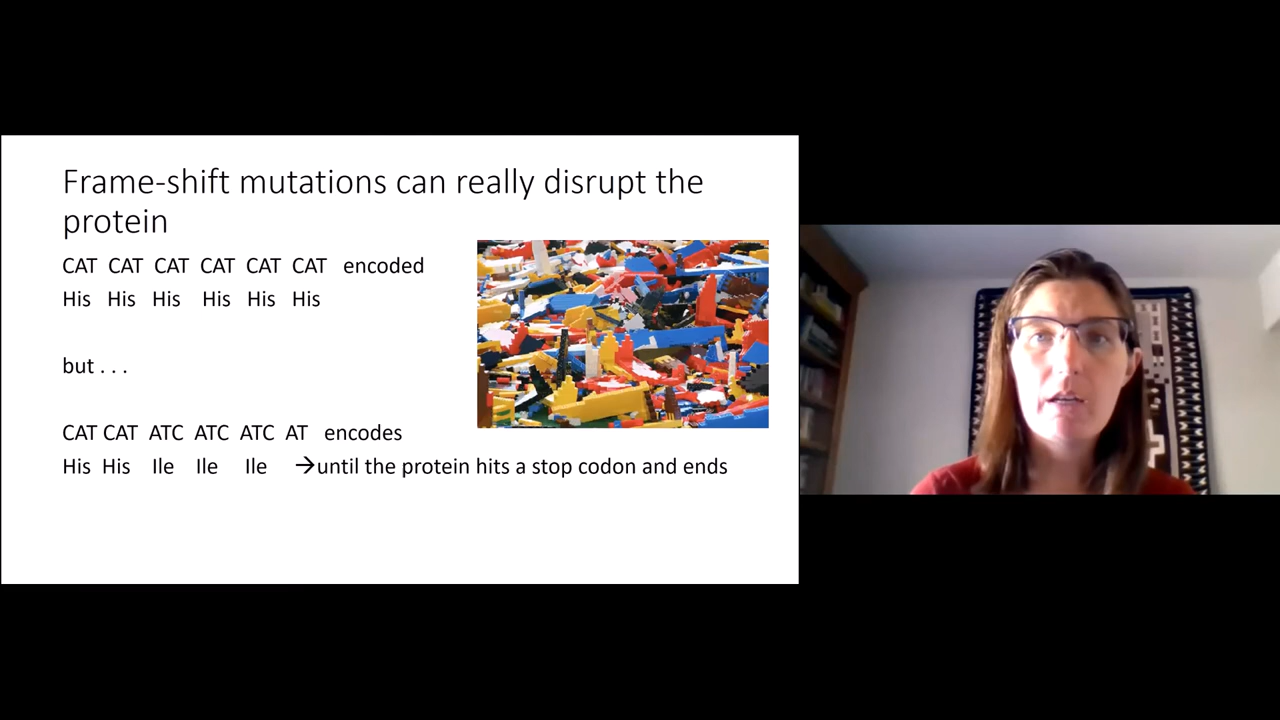 Frame-shift mutations can really disrupt the
protein
CAT CAT CAT CAT CAT CAT encoded
His His His His His His
but . . .
CAT CAT ATC ATC ATC AT encodes
His His Ile Ile Ile →until the protein hits a stop codon and ends